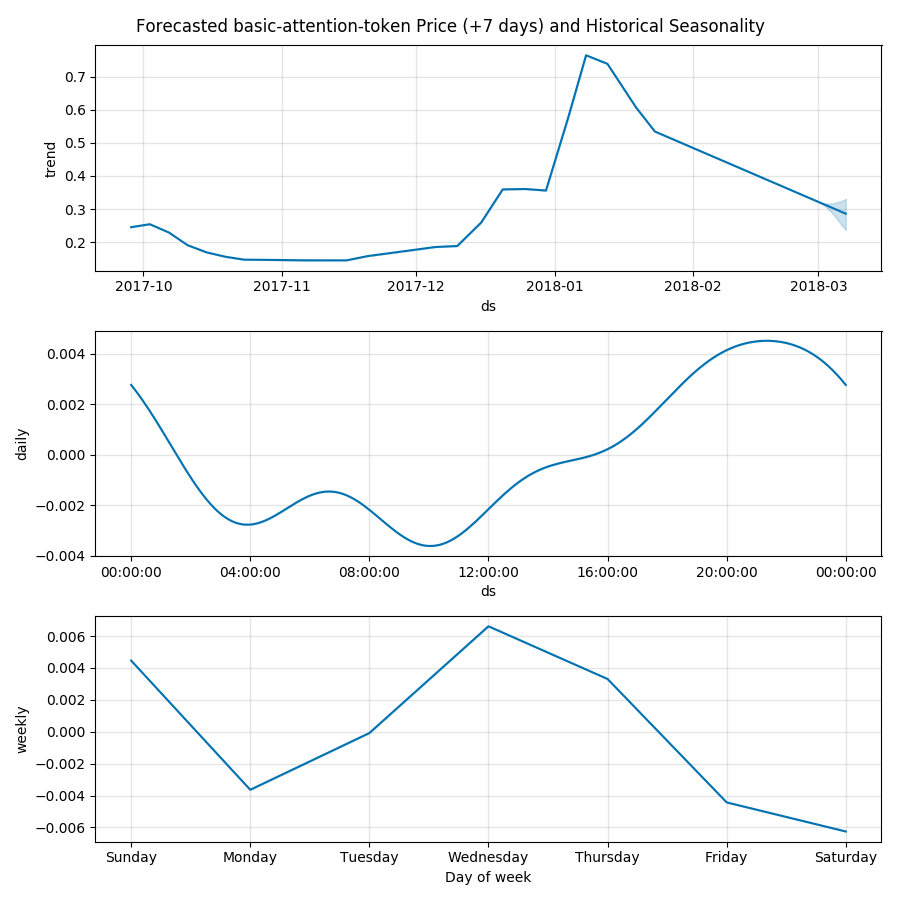 Forecasted basic-attention-token Price (+7 days) and Historical Seasonality
0.7
0.6
0.5
0.4
0.3
0.2
trend
2017-10 2017-11 2017-12 2018-01 2018-02 2018-03
ds
0.004
0.002
0.000
−0.002
−0.004
daily
00:00:00 04:00:00 08:00:00 12:00:00 16:00:00 20:00:00 00:00:00
ds
0.006
0.004
0.002
0.000
−0.002
−0.004
−0.006
weekly
Sunday Monday Tuesday Wednesday Thursday Friday Saturday
Day of week